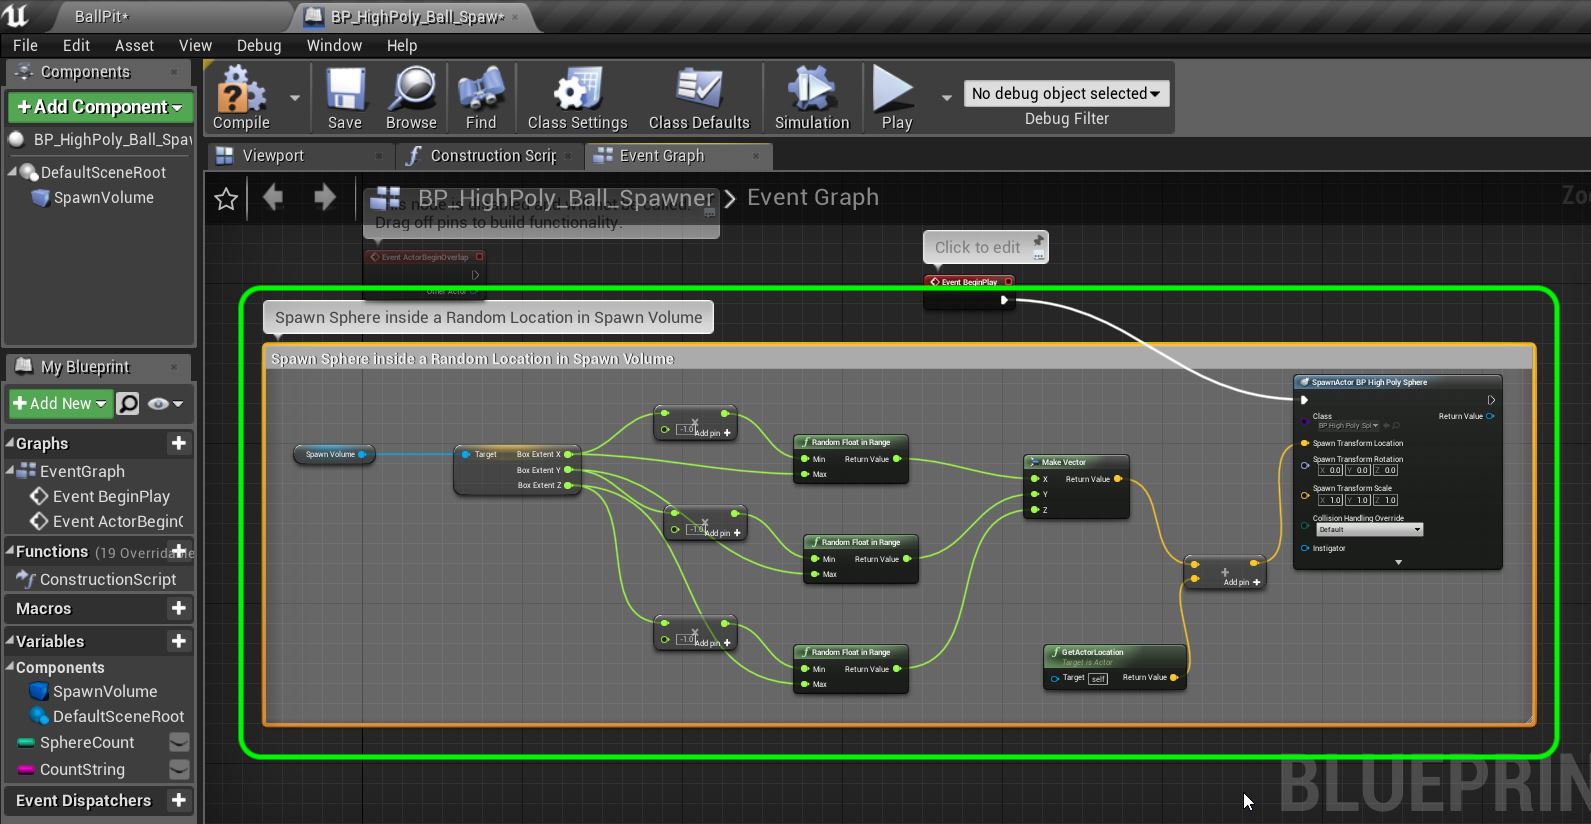 BallPit*
BP_HighPoly_Ball_Spaw*
File Edit Asset View Debug Window Help
Components
+ Add Component
BP_HighPoly_Ball_Spaw
DefaultSceneRoot
SpawnVolume
Compile Save Browse Find Class Settings Class Defaults Simulation Play
No debug object selected
Debug Filter
Viewport Construction Scrip Event Graph
BP_HighPoly_Ball_Spawner > Event Graph
Drag off pins to build functionality.
Event ActorBeginOverlap
Other Actor
Click to edit
Event BeginPlay
Spawn Sphere inside a Random Location in Spawn Volume
Spawn Sphere inside a Random Location in Spawn Volume
Spawn Volume
Target Box Extent X
Box Extent Y
Box Extent Z
-1.0 Add pin +
-1.0 Add pin +
-1.0 Add pin +
Random Float in Range
Min Return Value
Max
Random Float in Range
Min Return Value
Max
Random Float in Range
Min Return Value
Max
Make Vector
X Return Value
Y
Z
+
Add pin +
GetActorLocation
Target is Actor
Target self Return Value
SpawnActor BP High Poly Sphere
Class Return Value
BP High Poly Spl
Spawn Transform Location
Spawn Transform Rotation
X 0.0 Y 0.0 Z 0.0
Spawn Transform Scale
X 1.0 Y 1.0 Z 1.0
Collision Handling Override
Default
Instigator
My Blueprint
+ Add New
Graphs +
EventGraph
Event BeginPlay
Event ActorBeginO
Functions (19 Overridable +
ConstructionScript
Macros +
Variables +
Components
SpawnVolume
DefaultSceneRoot
SphereCount
CountString
Event Dispatchers +
Zo
BLUEPRIN